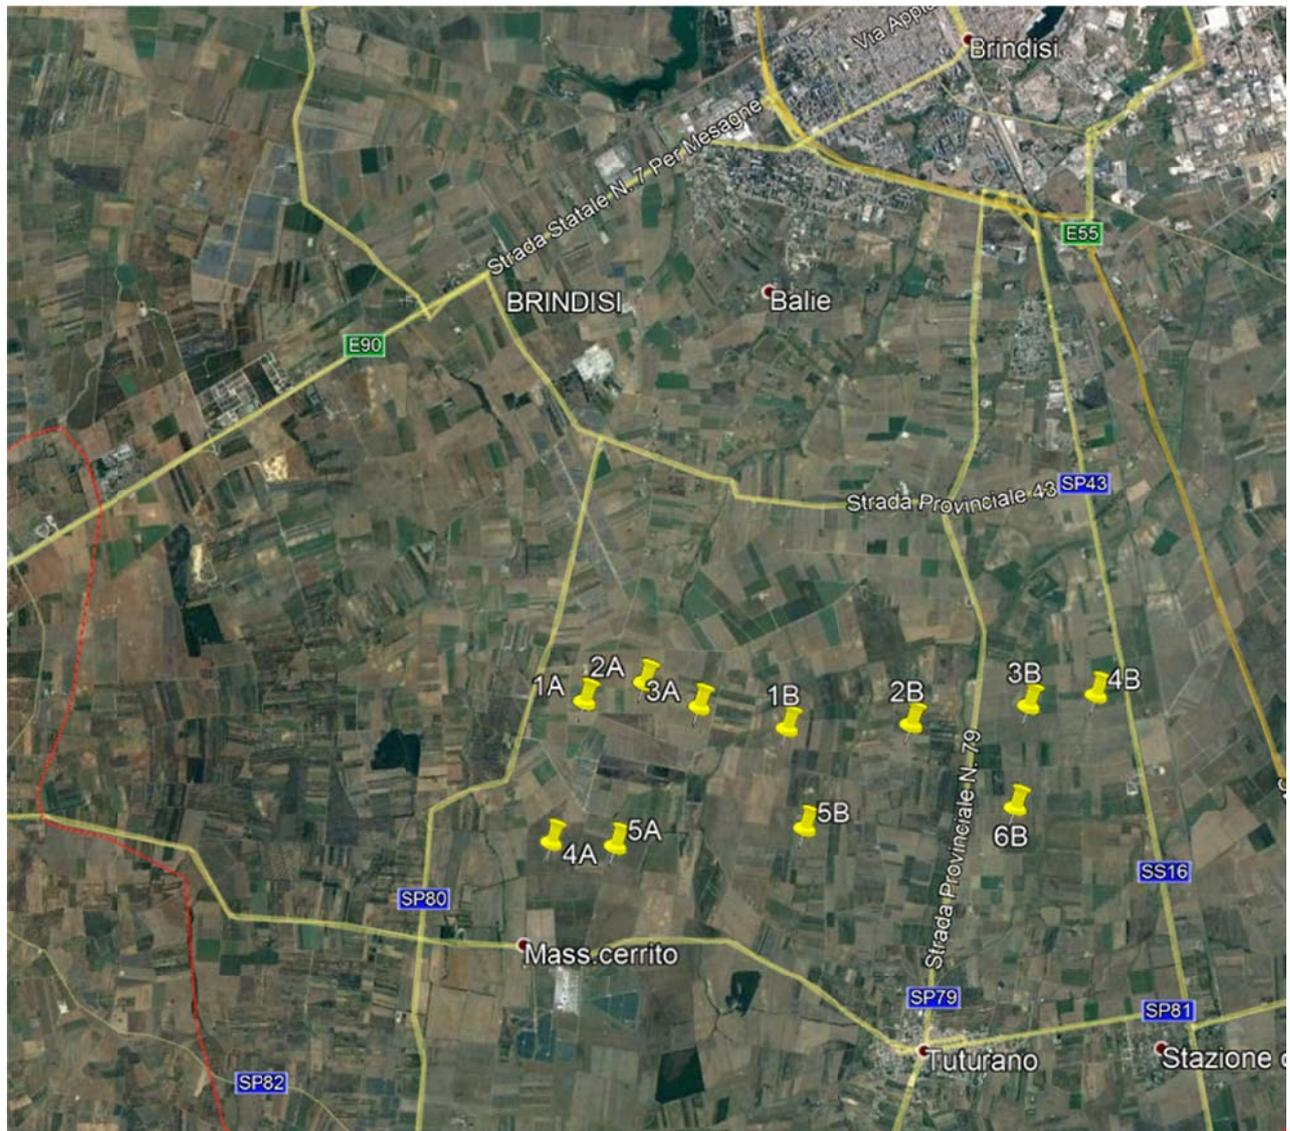 Via Appia
Brindisi
Strada Statale N. 7 Per Mesagne
E55
BRINDISI
Balie
E90
SP43
Strada Provinciale 43
2A
3B
4B
1A
3A
1B
2B
5B
5A
6B
4A
Strada Provinciale N. 79
SS16
SP80
Mass.cerrito
SP79
SP81
Tuturano
Stazione
SP82